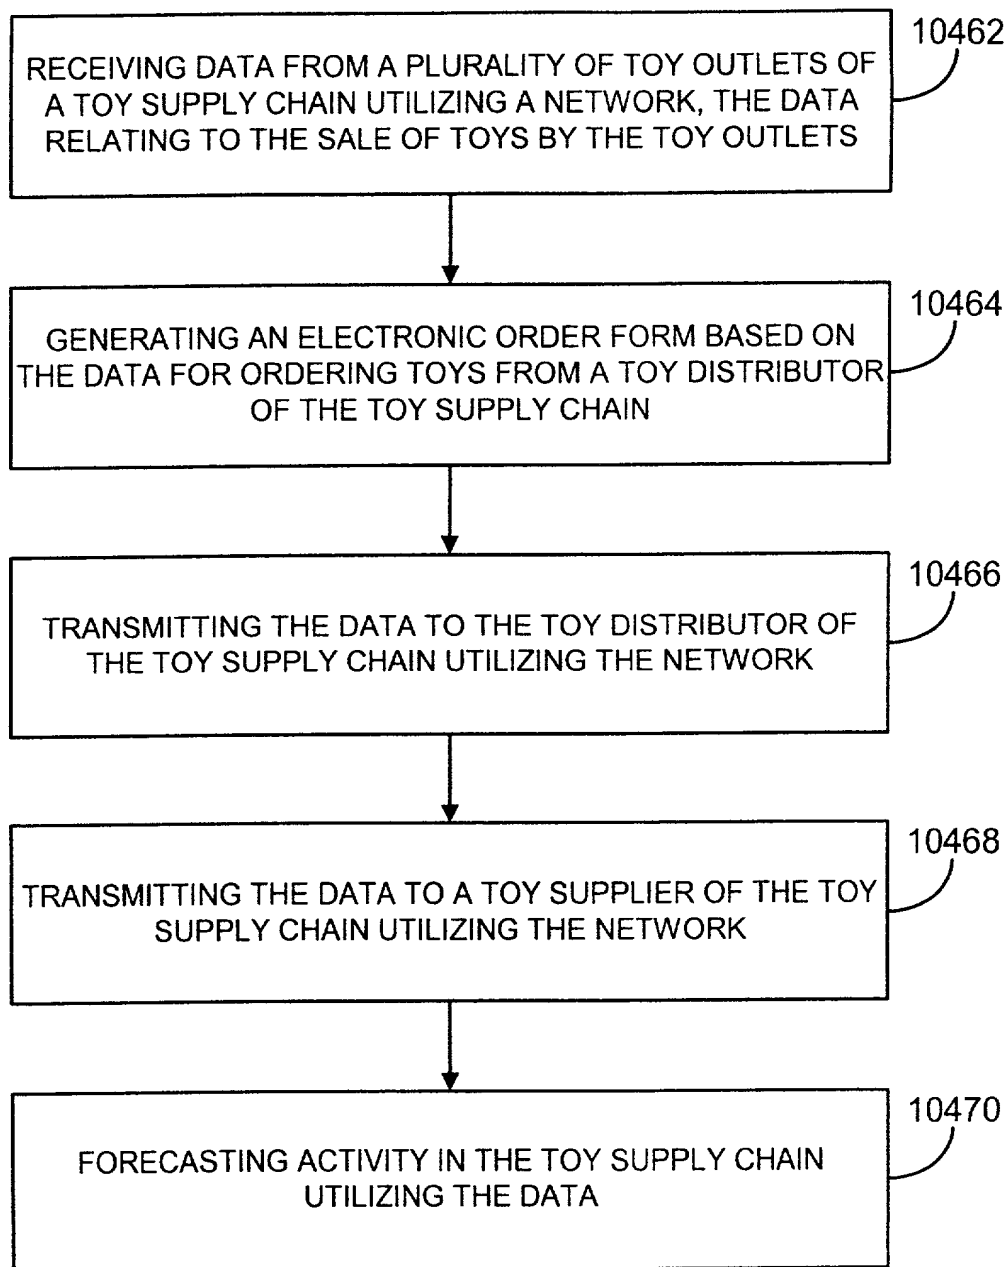 10462
RECEIVING DATA FROM A PLURALITY OF TOY OUTLETS OF
A TOY SUPPLY CHAIN UTILIZING A NETWORK, THE DATA
RELATING TO THE SALE OF TOYS BY THE TOY OUTLETS
10464
GENERATING AN ELECTRONIC ORDER FORM BASED ON
THE DATA FOR ORDERING TOYS FROM A TOY DISTRIBUTOR
OF THE TOY SUPPLY CHAIN
10466
TRANSMITTING THE DATA TO THE TOY DISTRIBUTOR OF
THE TOY SUPPLY CHAIN UTILIZING THE NETWORK
10468
TRANSMITTING THE DATA TO A TOY SUPPLIER OF THE TOY
SUPPLY CHAIN UTILIZING THE NETWORK
10470
FORECASTING ACTIVITY IN THE TOY SUPPLY CHAIN
UTILIZING THE DATA